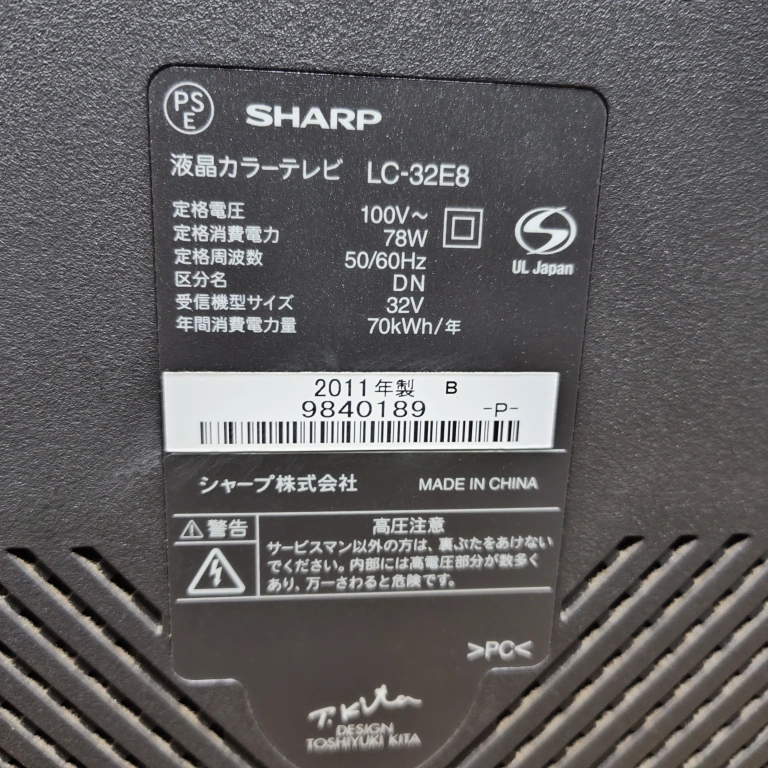 PSE SHARP
液晶カラーテレビ LC-32E8
定格電圧 100V~
定格消費電力 78W
定格周波数 50/60Hz
区分名 DN
受信機型サイズ 32V
年間消費電力量 70kWh/年
UL Japan
2011年製 B
9840189 -P-
シャープ株式会社 MADE IN CHINA
警告 高圧注意
サービスマン以外の方は、裏ぶたをあけない
でください。内部には高電圧部分が数多く
あり、万一さわると危険です。
>PC<
T.Kita
DESIGN
TOSHIYUKI KITA